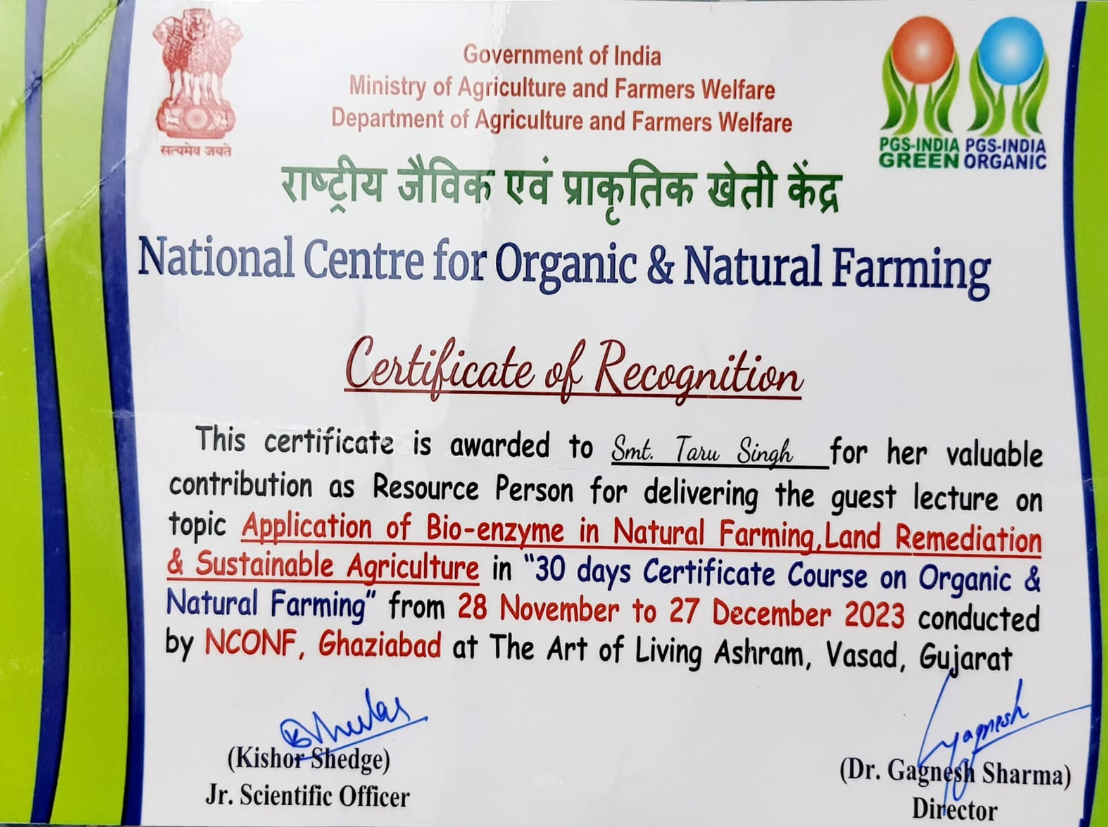 Government of India
Ministry of Agriculture and Farmers Welfare
Department of Agriculture and Farmers Welfare
सत्यमेव जयते
PGS-INDIA PGS-INDIA
GREEN ORGANIC
राष्ट्रीय जैविक एवं प्राकृतिक खेती केंद्र
National Centre for Organic & Natural Farming
Certificate of Recognition
This certificate is awarded to Smt. Taru Singh for her valuable
contribution as Resource Person for delivering the guest lecture on
topic Application of Bio-enzyme in Natural Farming,Land Remediation
& Sustainable Agriculture in “30 days Certificate Course on Organic &
Natural Farming” from 28 November to 27 December 2023 conducted
by NCONF, Ghaziabad at The Art of Living Ashram, Vasad, Gujarat
(Kishor Shedge)
Jr. Scientific Officer
Gagnesh
(Dr. Gagnesh Sharma)
Director